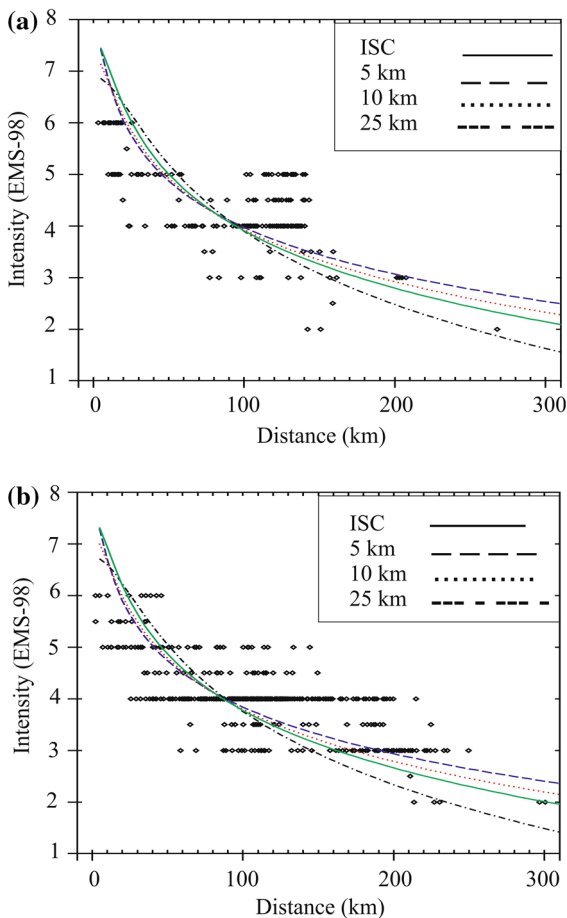 (a)
8
7
6
5
4
3
2
1
Intensity (EMS-98)
ISC
5 km
10 km
25 km
0 100 200 300
Distance (km)
(b)
8
7
6
5
4
3
2
1
Intensity (EMS-98)
ISC
5 km
10 km
25 km
0 100 200 300
Distance (km)